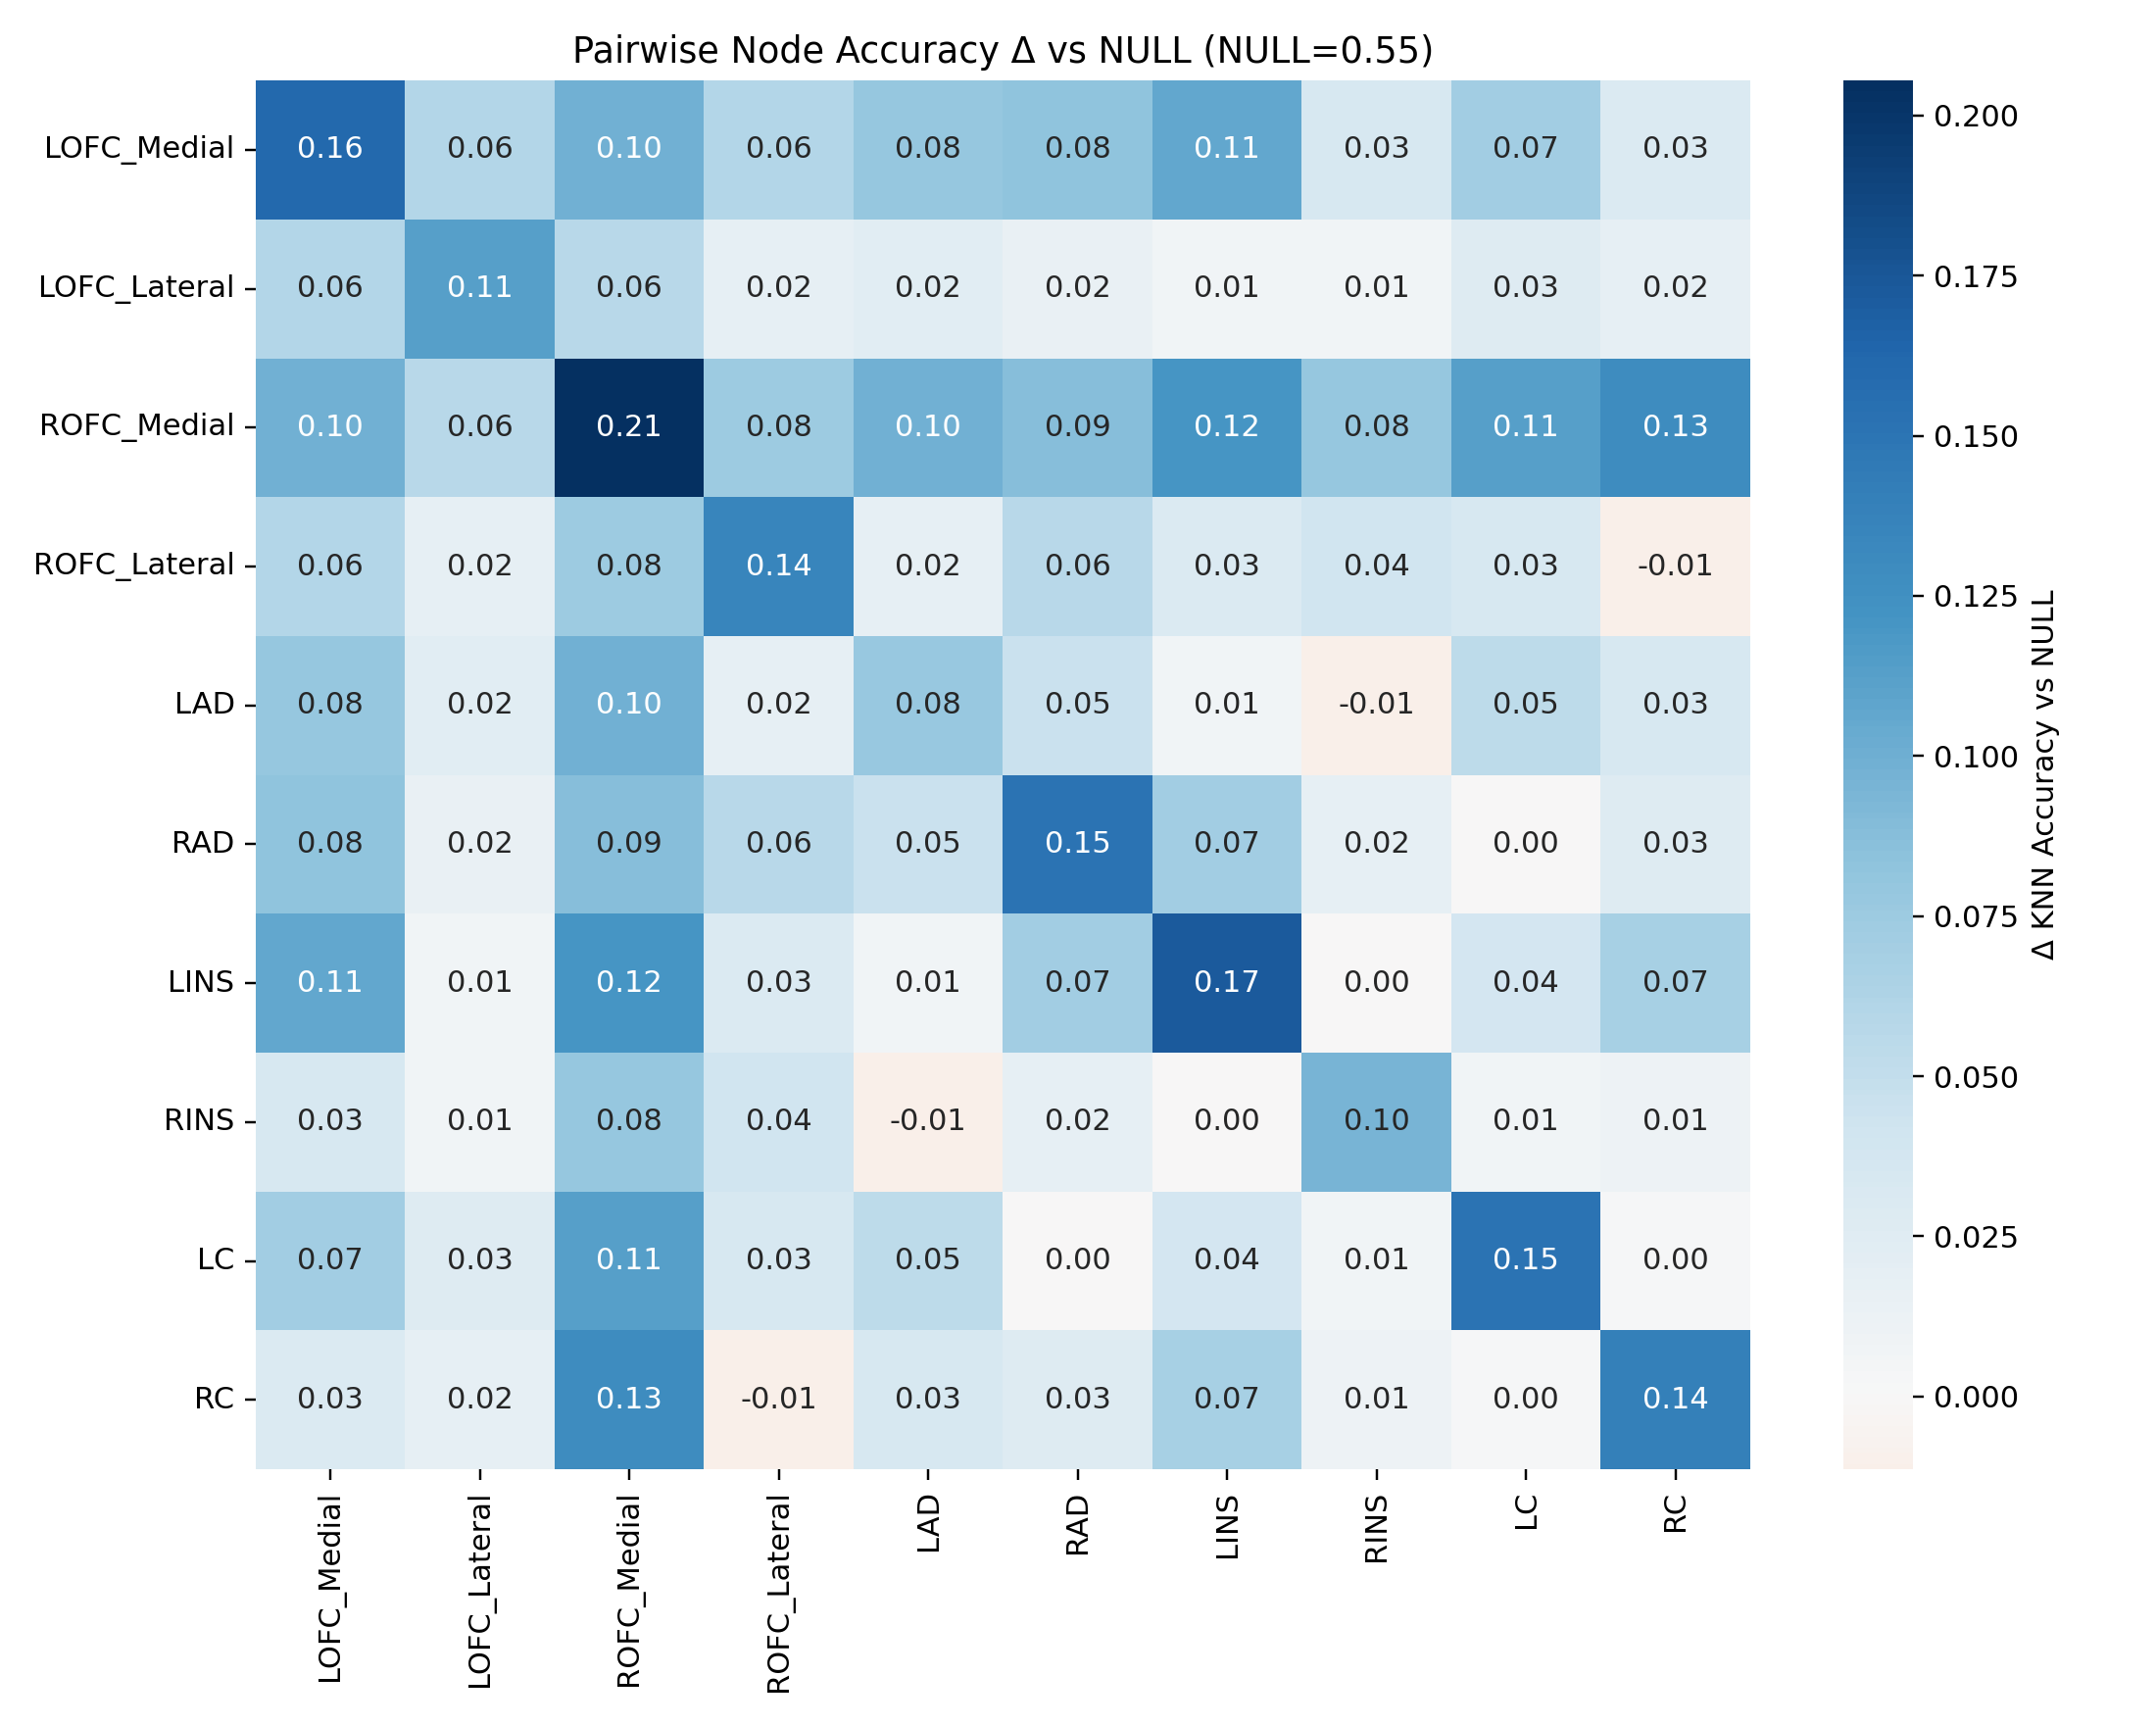 Pairwise Node Accuracy Δ vs NULL (NULL=0.55)
LOFC_Medial 0.16 0.06 0.10 0.06 0.08 0.08 0.11 0.03 0.07 0.03
LOFC_Lateral 0.06 0.11 0.06 0.02 0.02 0.02 0.01 0.01 0.03 0.02
ROFC_Medial 0.10 0.06 0.21 0.08 0.10 0.09 0.12 0.08 0.11 0.13
ROFC_Lateral 0.06 0.02 0.08 0.14 0.02 0.06 0.03 0.04 0.03 -0.01
LAD 0.08 0.02 0.10 0.02 0.08 0.05 0.01 -0.01 0.05 0.03
RAD 0.08 0.02 0.09 0.06 0.05 0.15 0.07 0.02 0.00 0.03
LINS 0.11 0.01 0.12 0.03 0.01 0.07 0.17 0.00 0.04 0.07
RINS 0.03 0.01 0.08 0.04 -0.01 0.02 0.00 0.10 0.01 0.01
LC 0.07 0.03 0.11 0.03 0.05 0.00 0.04 0.01 0.15 0.00
RC 0.03 0.02 0.13 -0.01 0.03 0.03 0.07 0.01 0.00 0.14
LOFC_Medial LOFC_Lateral ROFC_Medial ROFC_Lateral LAD RAD LINS RINS LC RC
0.200
0.175
0.150
0.125
0.100
0.075
0.050
0.025
0.000
Δ KNN Accuracy vs NULL